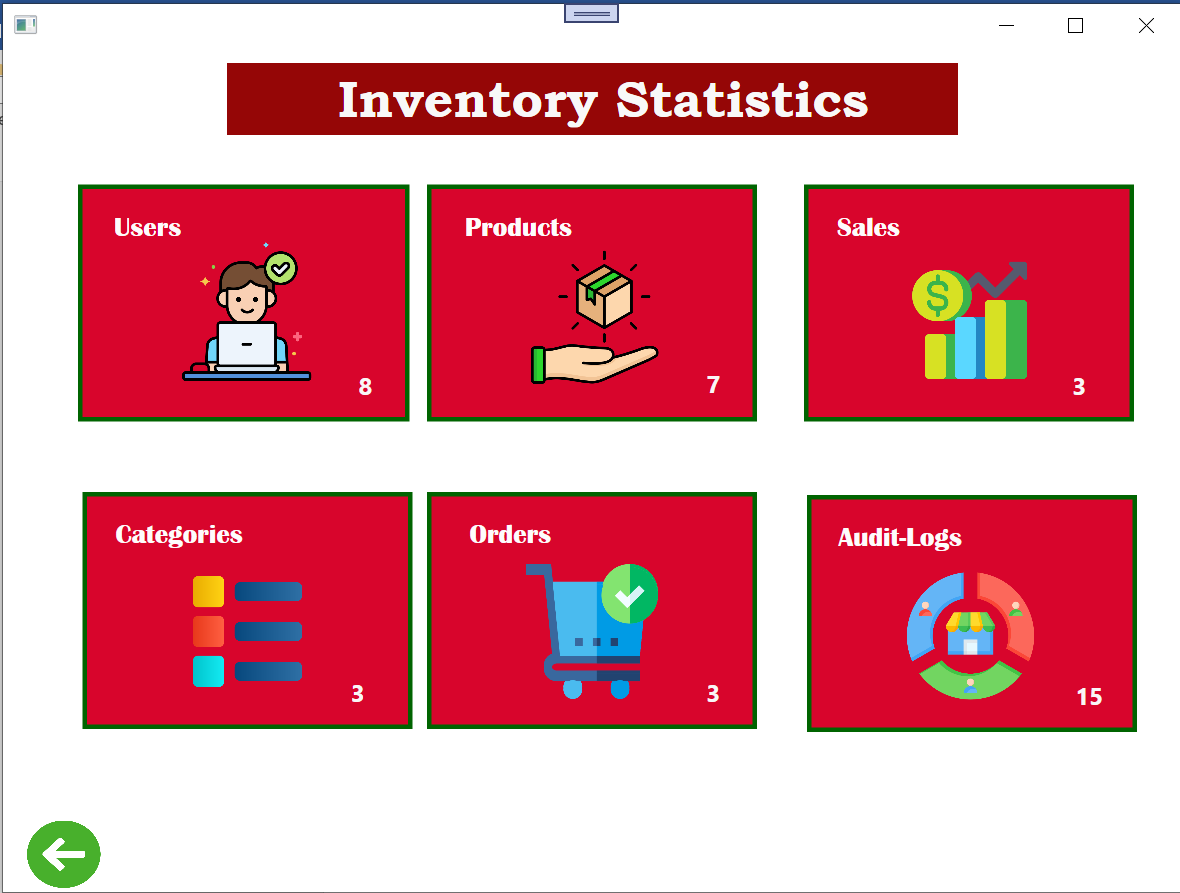 Inventory Statistics
Users
8
Products
7
Sales
3
Categories
3
Orders
3
Audit-Logs
15